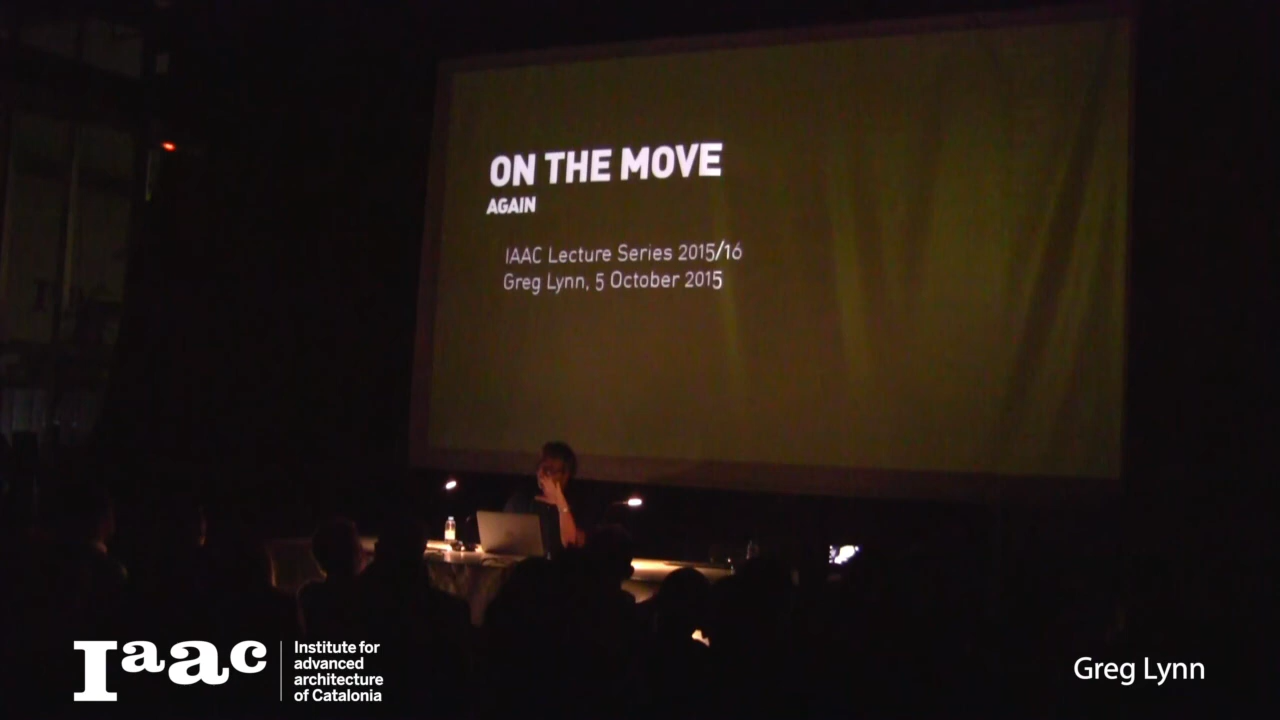 ON THE MOVE
AGAIN
IAAC Lecture Series 2015/16
Greg Lynn, 5 October 2015
Iaac
Institute for
advanced
architecture
of Catalonia
Greg Lynn